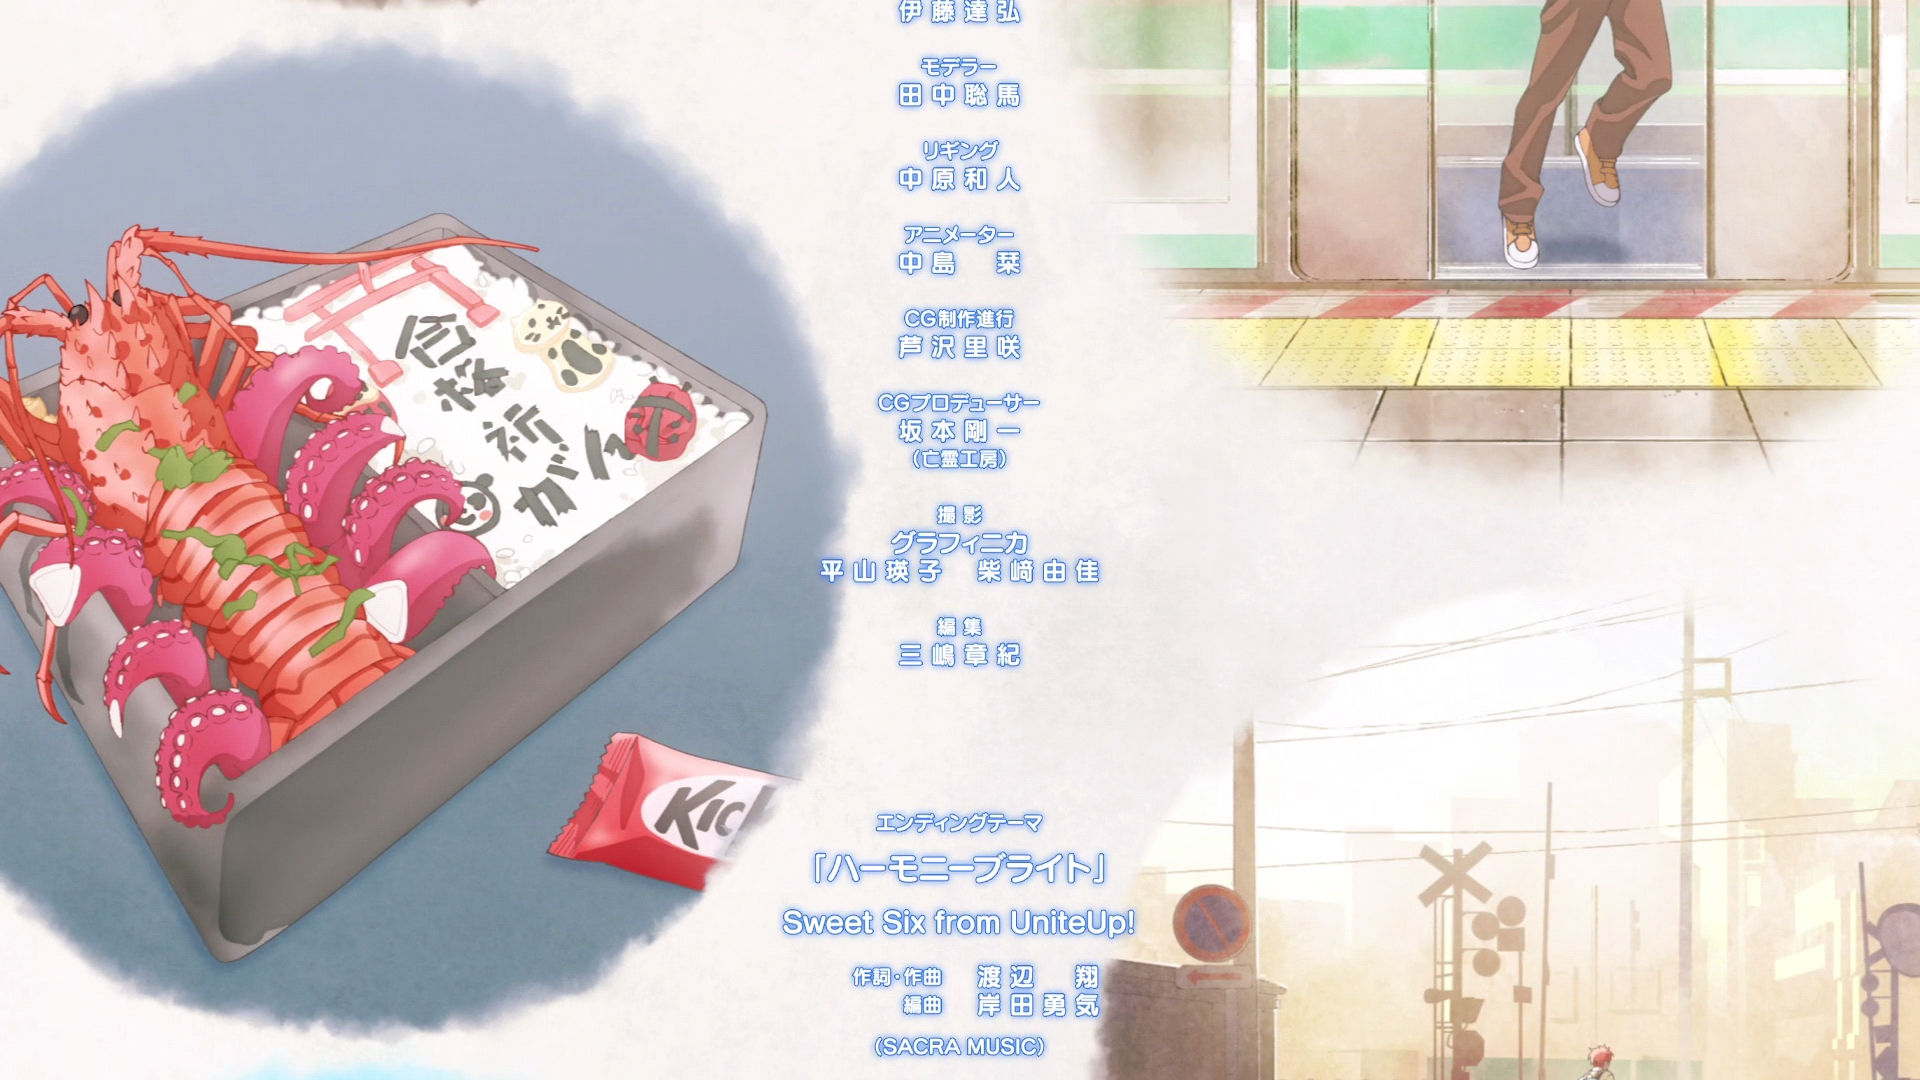 伊藤達弘
モデラー
田中聡馬
リギング
中原和人
アニメーター
中島 栞
CG制作進行
芦沢里咲
CGプロデューサー
坂本剛一
(亡霊工房)
撮影
グラフィニカ
平山瑛子 柴﨑由佳
編集
三嶋章紀
エンディングテーマ
「ハーモニーブライト」
Sweet Six from UniteUp!
作詞・作曲 渡辺 翔
編曲 岸田勇気
(SACRA MUSIC)
合格祈がん
Kic